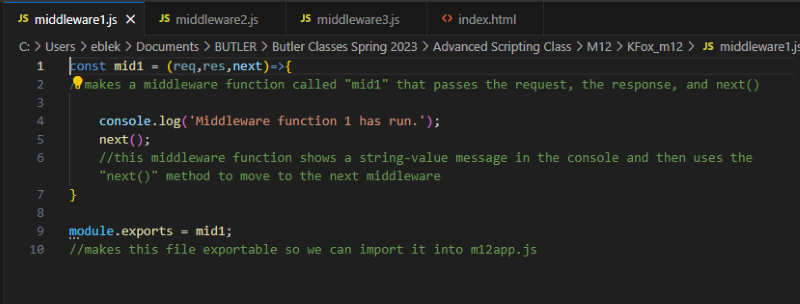 JS middleware1.js X JS middleware2.js JS middleware3.js <> index.html
C: > Users > eblek > Documents > BUTLER > Butler Classes Spring 2023 > Advanced Scripting Class > M12 > KFox_m12 > JS middleware1.js
1 const mid1 = (req,res,next)=>{
2 //makes a middleware function called "mid1" that passes the request, the response, and next()
3
4 console.log('Middleware function 1 has run.');
5 next();
6 //this middleware function shows a string-value message in the console and then uses the
"next()" method to move to the next middleware
7 }
8
9 module.exports = mid1;
10 //makes this file exportable so we can import it into m12app.js